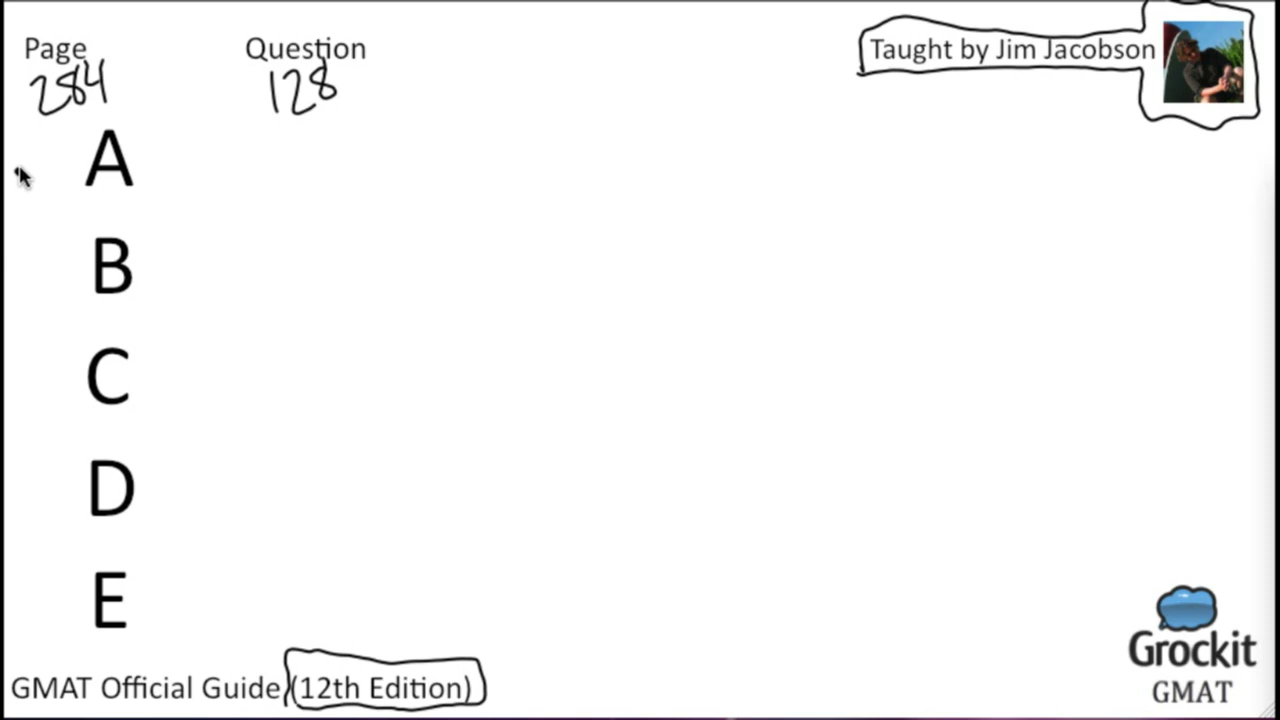 Page Question Taught by Jim Jacobson
284 128
A
B
C
D
E
Grockit
GMAT
GMAT Official Guide (12th Edition)